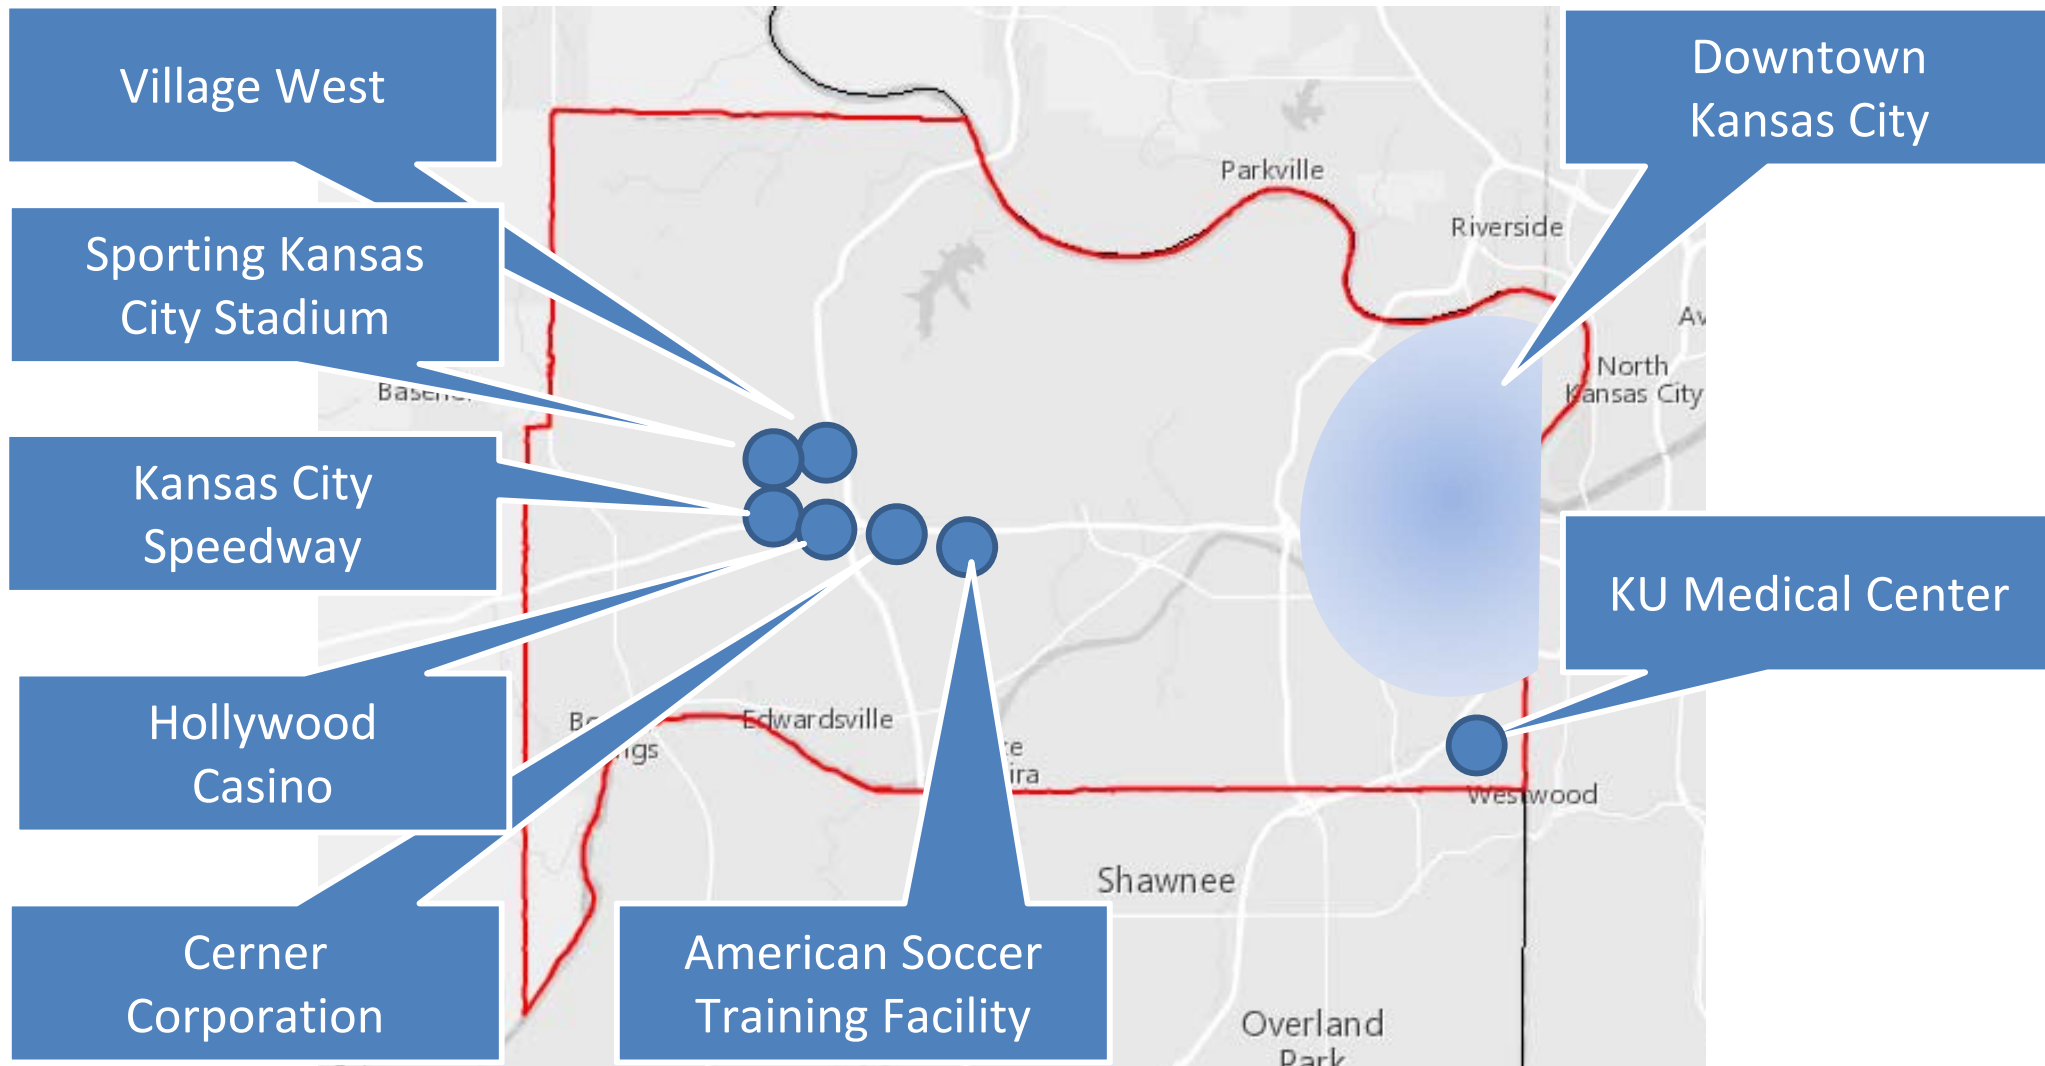 Village West
Downtown
Kansas City
Parkville
Riverside
Sporting Kansas
City Stadium
North
Kansas City
Kansas City
Speedway
KU Medical Center
Hollywood
Casino
Edwardsville
Westwood
Shawnee
Cerner
Corporation
American Soccer
Training Facility
Overland
Park